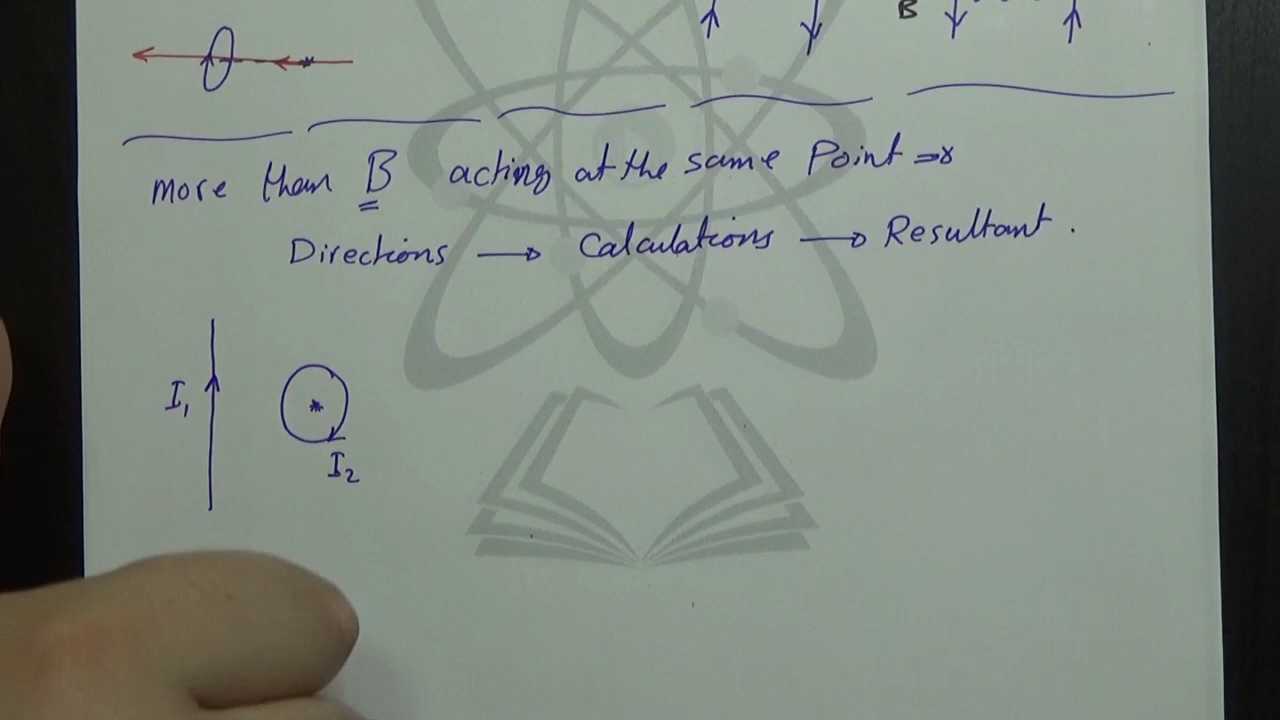 B
more than B acting at the same Point =>
Directions → Calculations → Resultant.
I₁
I₂